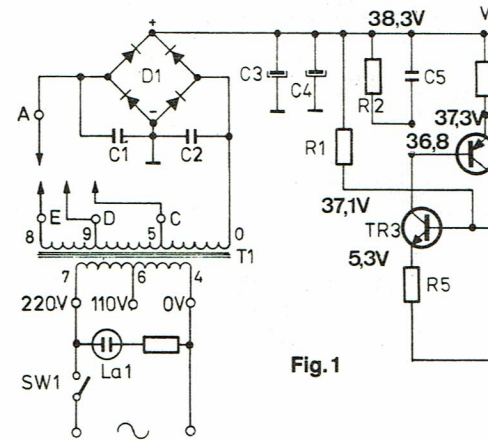 38,3V
V
+
D1
C3
C4
R2
C5
A
-
37,3V
C1
C2
R1
36,8
E
D
C
37,1V
8
9
5
0
T1
TR3
7
6
4
5,3V
220V
110V
0V
R5
La1
Fig.1
SW1